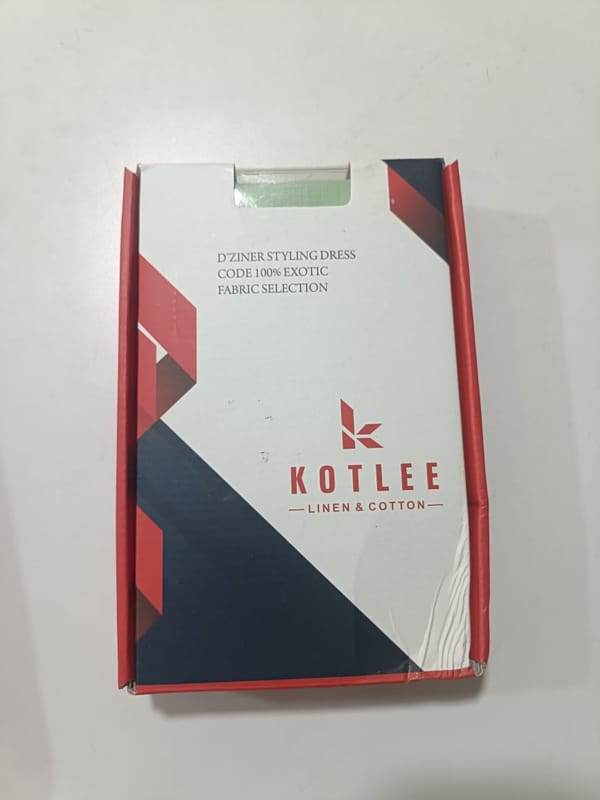 D'ZINER STYLING DRESS
CODE 100% EXOTIC
FABRIC SELECTION
KOTLEE
LINEN & COTTON